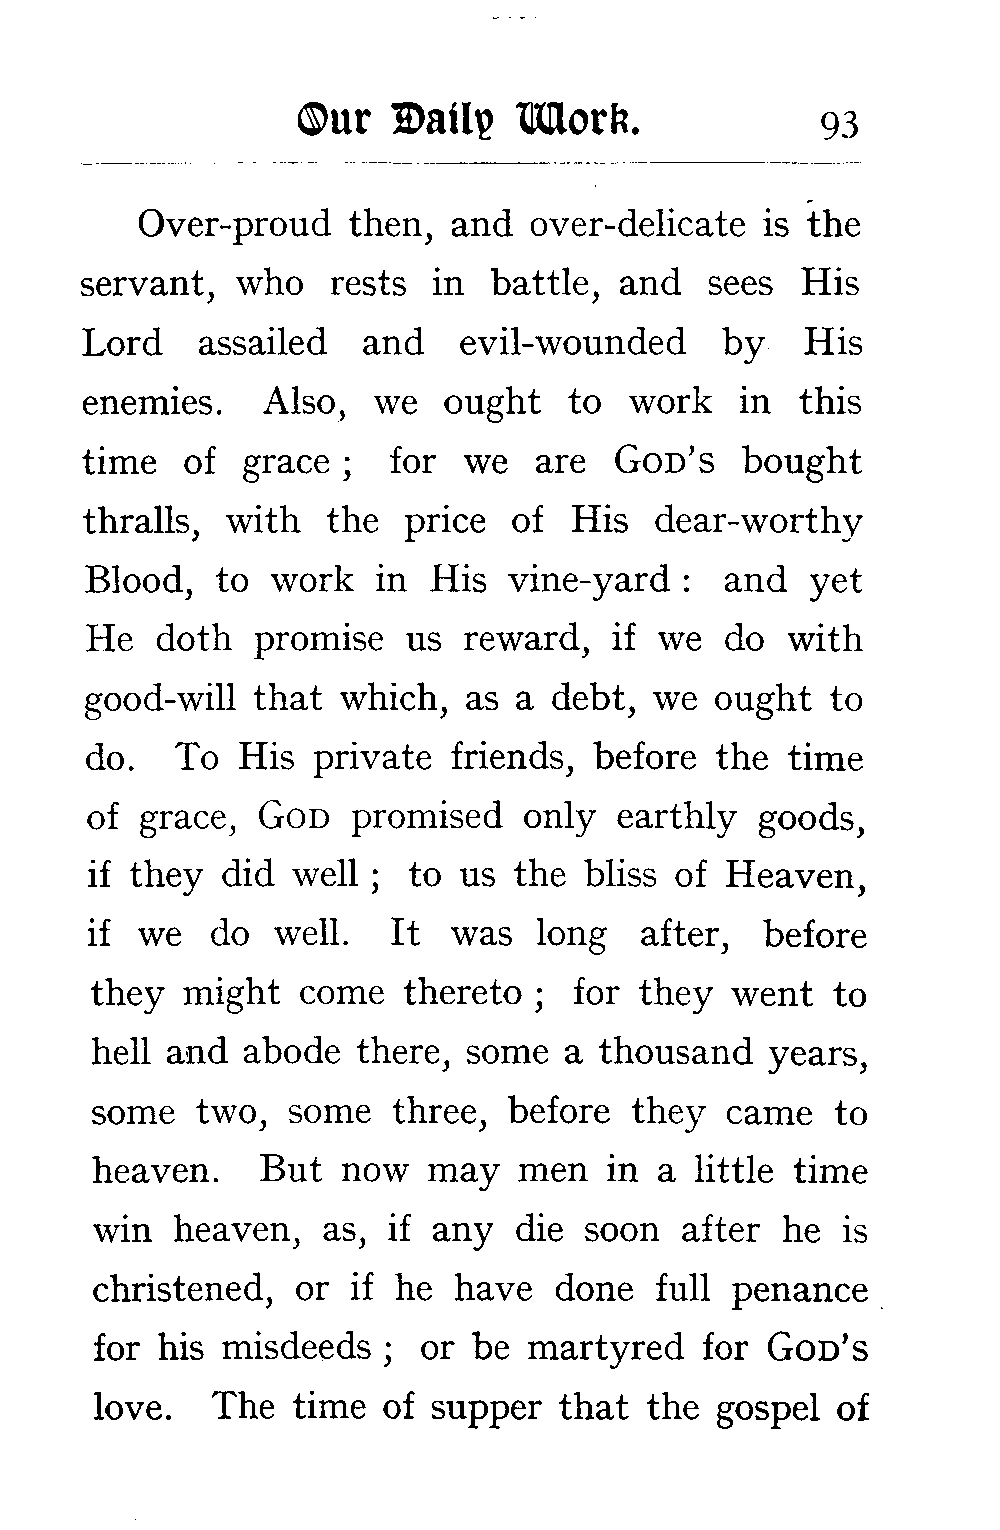 Our Daily Work. 93
Over-proud then, and over-delicate is the
servant, who rests in battle, and sees His
Lord assailed and evil-wounded by His
enemies. Also, we ought to work in this
time of grace ; for we are GOD'S bought
thralls, with the price of His dear-worthy
Blood, to work in His vine-yard : and yet
He doth promise us reward, if we do with
good-will that which, as a debt, we ought to
do. To His private friends, before the time
of grace, GOD promised only earthly goods,
if they did well ; to us the bliss of Heaven,
if we do well. It was long after, before
they might come thereto ; for they went to
hell and abode there, some a thousand years,
some two, some three, before they came to
heaven. But now may men in a little time
win heaven, as, if any die soon after he is
christened, or if he have done full penance
for his misdeeds ; or be martyred for GOD'S
love. The time of supper that the gospel of